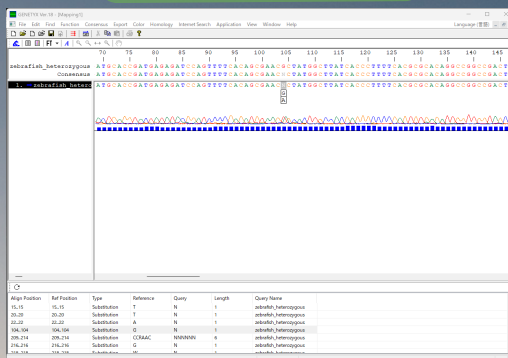 GENETYX Ver.16 - [Mapping1]
File Edit Find Function Consensus Export Color Homology Internet Search Application View Window Help
70 75 80 85 90 95 100 105 110 115 120 125 130 135 140 145
zebrafish_heterozygous ATGCACCGATGAGAGATCCAGTTTTCACAGCGAACGCTATGGCTTATCACCCTTTTCACGCGCACAGGCCGGCCGACT
Consensus
1. zebrafish_hetero
G
A
Align Position Ref Position Type Reference Query Length Query Name
15..15 15..15 Substitution T N 1 zebrafish_heterozygous
20..20 20..20 Substitution T N 1 zebrafish_heterozygous
22..22 22..22 Substitution A N 1 zebrafish_heterozygous
104..104 104..104 Substitution G N 1 zebrafish_heterozygous
209..214 209..214 Substitution NNNNNN 6 zebrafish_heterozygous
216..216 216..216 Substitution G N 1 zebrafish_heterozygous